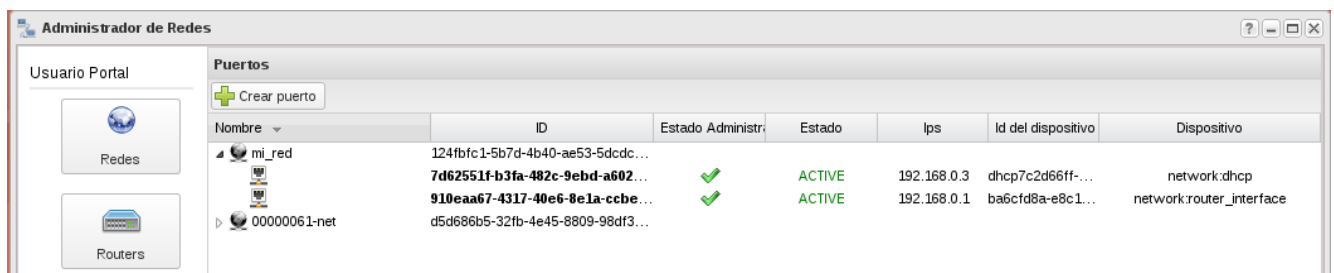 Administrador de Redes
Usuario Portal
Redes
Routers
Puertos
Crear puerto
Nombre ID Estado Administr Estado Ips Id del dispositivo Dispositivo
mi_red 124fbfc1-5b7d-4b40-ae53-5dcdc...
7d62551f-b3fa-482c-9ebd-a602... ACTIVE 192.168.0.3 dhcp7c2d66ff-... network:dhcp
910eaa67-4317-40e6-8e1a-ccbe... ACTIVE 192.168.0.1 ba6cfd8a-e8c1... network:router_interface
00000061-net d5d686b5-32fb-4e45-8809-98df3...